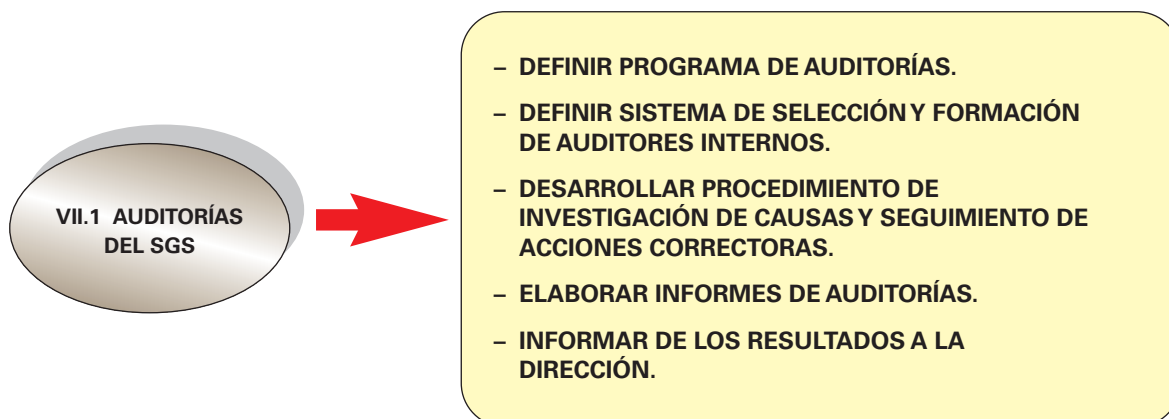 VII.1 AUDITORÍAS
DEL SGS
– DEFINIR PROGRAMA DE AUDITORÍAS.
– DEFINIR SISTEMA DE SELECCIÓN Y FORMACIÓN
DE AUDITORES INTERNOS.
– DESARROLLAR PROCEDIMIENTO DE
INVESTIGACIÓN DE CAUSAS Y SEGUIMIENTO DE
ACCIONES CORRECTORAS.
– ELABORAR INFORMES DE AUDITORÍAS.
– INFORMAR DE LOS RESULTADOS A LA
DIRECCIÓN.